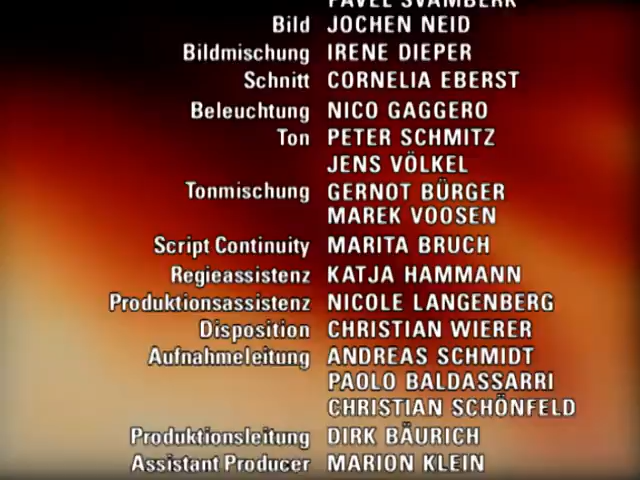 PAVEL SVAMBERK
Bild JOCHEN NEID
Bildmischung IRENE DIEPER
Schnitt CORNELIA EBERST
Beleuchtung NICO GAGGERO
Ton PETER SCHMITZ
JENS VÖLKEL
Tonmischung GERNOT BÜRGER
MAREK VOOSEN
Script Continuity MARITA BRUCH
Regieassistenz KATJA HAMMANN
Produktionsassistenz NICOLE LANGENBERG
Disposition CHRISTIAN WIERER
Aufnahmeleitung ANDREAS SCHMIDT
PAOLO BALDASSARRI
CHRISTIAN SCHÖNFELD
Produktionsleitung DIRK BÄURICH
Assistant Producer MARION KLEIN